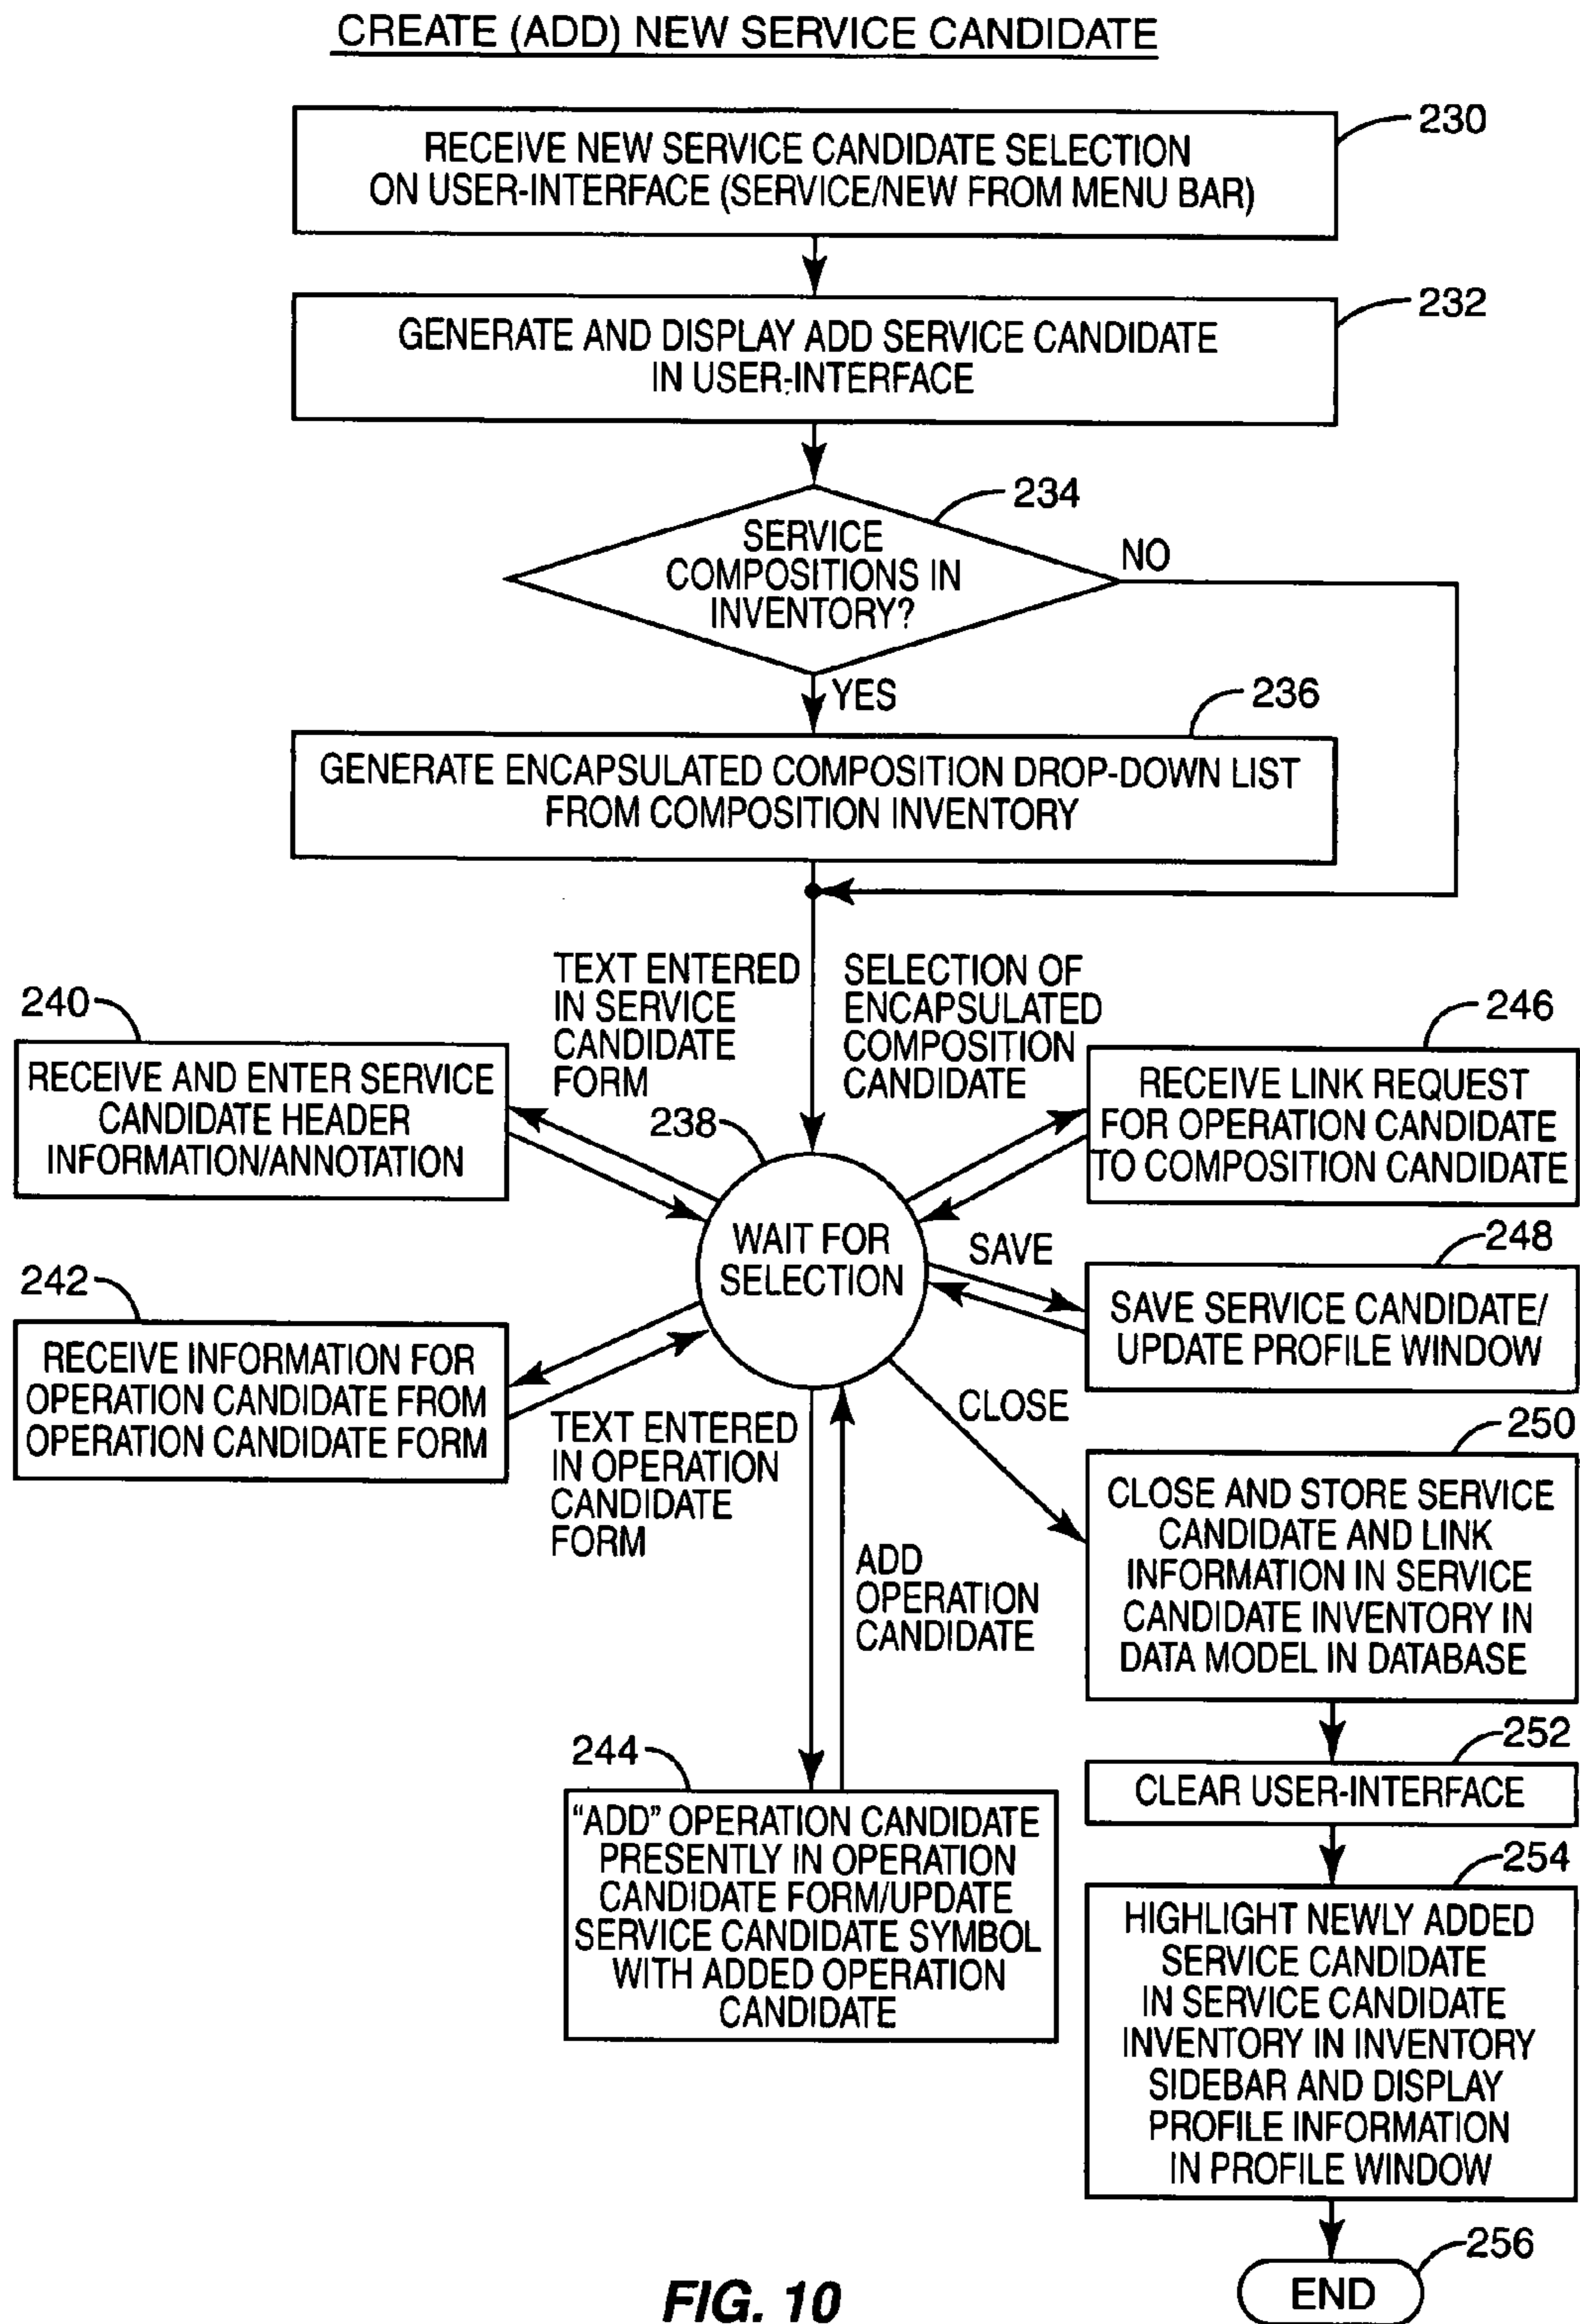 CREATE (ADD) NEW SERVICE CANDIDATE
230
RECEIVE NEW SERVICE CANDIDATE SELECTION
ON USER-INTERFACE (SERVICE/NEW FROM MENU BAR)
232
GENERATE AND DISPLAY ADD SERVICE CANDIDATE
IN USER-INTERFACE
234
SERVICE
COMPOSITIONS IN
INVENTORY?
NO
YES
236
GENERATE ENCAPSULATED COMPOSITION DROP-DOWN LIST
FROM COMPOSITION INVENTORY
TEXT ENTERED
IN SERVICE
CANDIDATE
FORM
SELECTION OF
ENCAPSULATED
COMPOSITION
CANDIDATE
240
RECEIVE AND ENTER SERVICE
CANDIDATE HEADER
INFORMATION/ANNOTATION
246
RECEIVE LINK REQUEST
FOR OPERATION CANDIDATE
TO COMPOSITION CANDIDATE
238
WAIT FOR
SELECTION
SAVE
248
SAVE SERVICE CANDIDATE/
UPDATE PROFILE WINDOW
242
RECEIVE INFORMATION FOR
OPERATION CANDIDATE FROM
OPERATION CANDIDATE FORM
TEXT ENTERED
IN OPERATION
CANDIDATE
FORM
CLOSE
250
CLOSE AND STORE SERVICE
CANDIDATE AND LINK
INFORMATION IN SERVICE
CANDIDATE INVENTORY IN
DATA MODEL IN DATABASE
ADD
OPERATION
CANDIDATE
244
“ADD” OPERATION CANDIDATE
PRESENTLY IN OPERATION
CANDIDATE FORM/UPDATE
SERVICE CANDIDATE SYMBOL
WITH ADDED OPERATION
CANDIDATE
252
CLEAR USER-INTERFACE
254
HIGHLIGHT NEWLY ADDED
SERVICE CANDIDATE
IN SERVICE CANDIDATE
INVENTORY IN INVENTORY
SIDEBAR AND DISPLAY
PROFILE INFORMATION
IN PROFILE WINDOW
256
END
FIG. 10